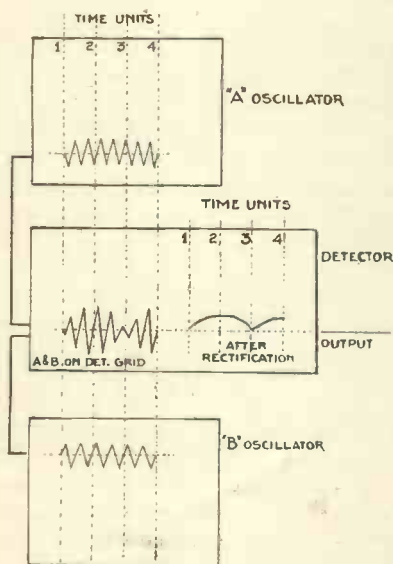 TIME UNITS
1 2 3 4
"A" OSCILLATOR
TIME UNITS
1 2 3 4
DETECTOR
A&B. ON DET. GRID
AFTER
RECTIFICATION
OUTPUT
"B" OSCILLATOR